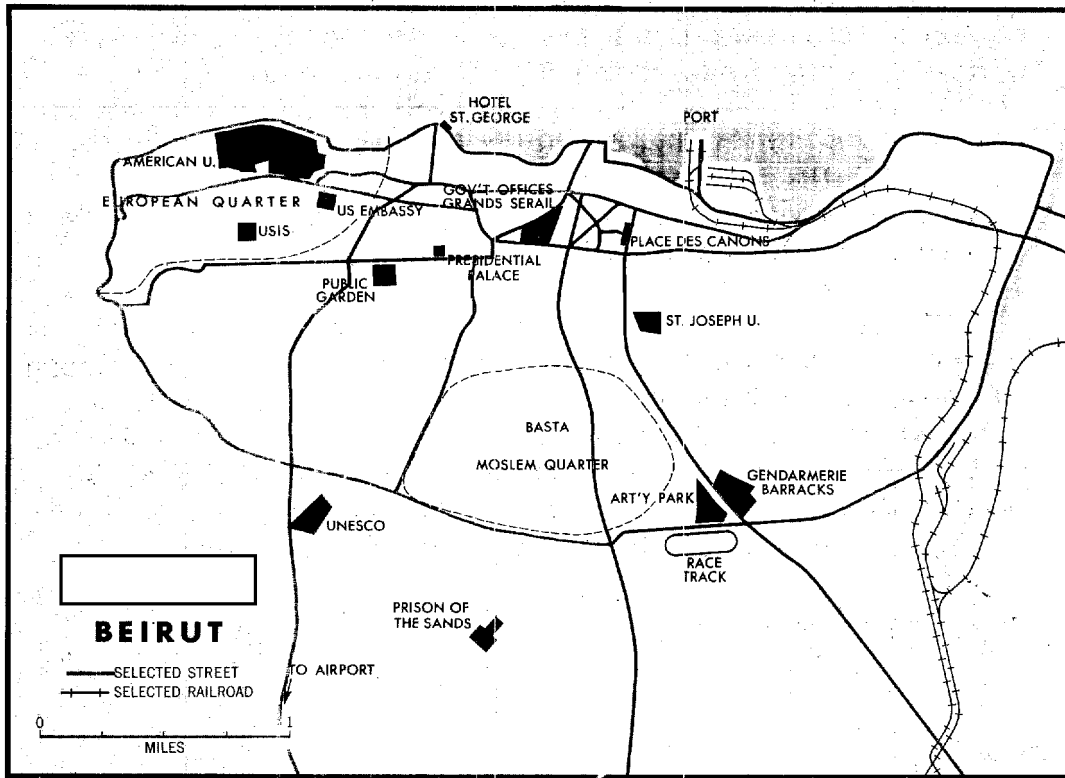 HOTEL
ST. GEORGE
PORT
AMERICAN U.
EUROPEAN QUARTER
US EMBASSY
GOV'T OFFICES
GRANDS SERAIL
USIS
PLACE DES CANONS
PRESIDENTIAL
PALACE
PUBLIC
GARDEN
ST. JOSEPH U.
BASTA
MOSLEM QUARTER
GENDARMERIE
BARRACKS
ART'Y PARK
UNESCO
RACE
TRACK
PRISON OF
THE SANDS
BEIRUT
SELECTED STREET
SELECTED RAILROAD
TO AIRPORT
0 1
MILES